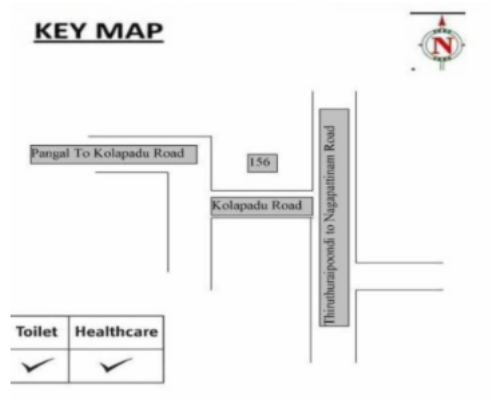 KEY MAP
N
Pangal To Kolapadu Road
156
Kolapadu Road
Thiruthuraipoondi to Nagapattinam Road
Toilet Healthcare